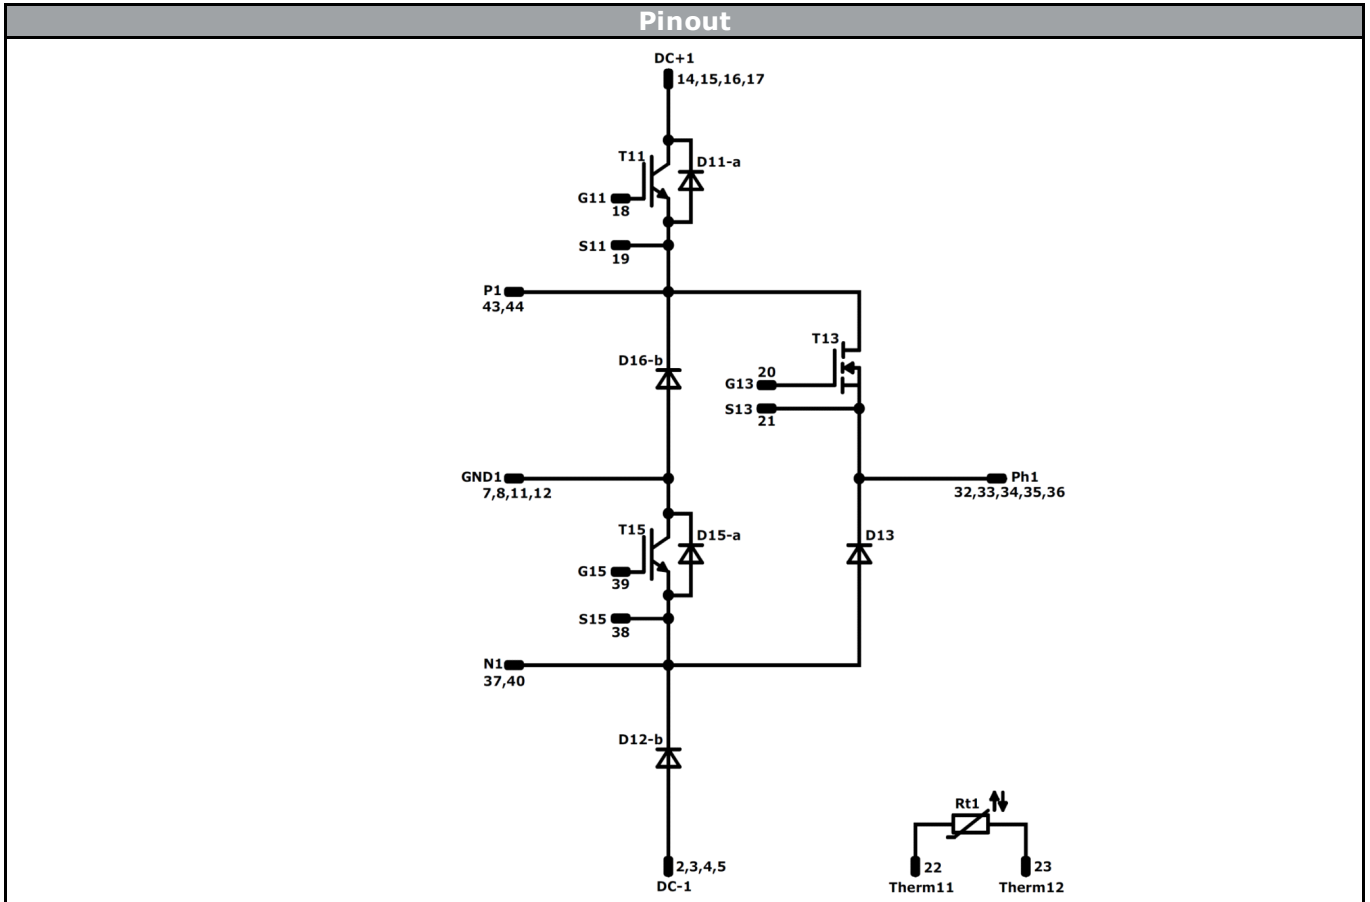 Pinout
DC+1
14,15,16,17
T11
D11-a
G11
18
S11
19
P1
43,44
T13
D16-b
20
G13
S13
21
GND1
7,8,11,12
Ph1
32,33,34,35,36
T15
D15-a
D13
G15
39
S15
38
N1
37,40
D12-b
Rt1
2,3,4,5
DC-1
22
23
Therm11
Therm12